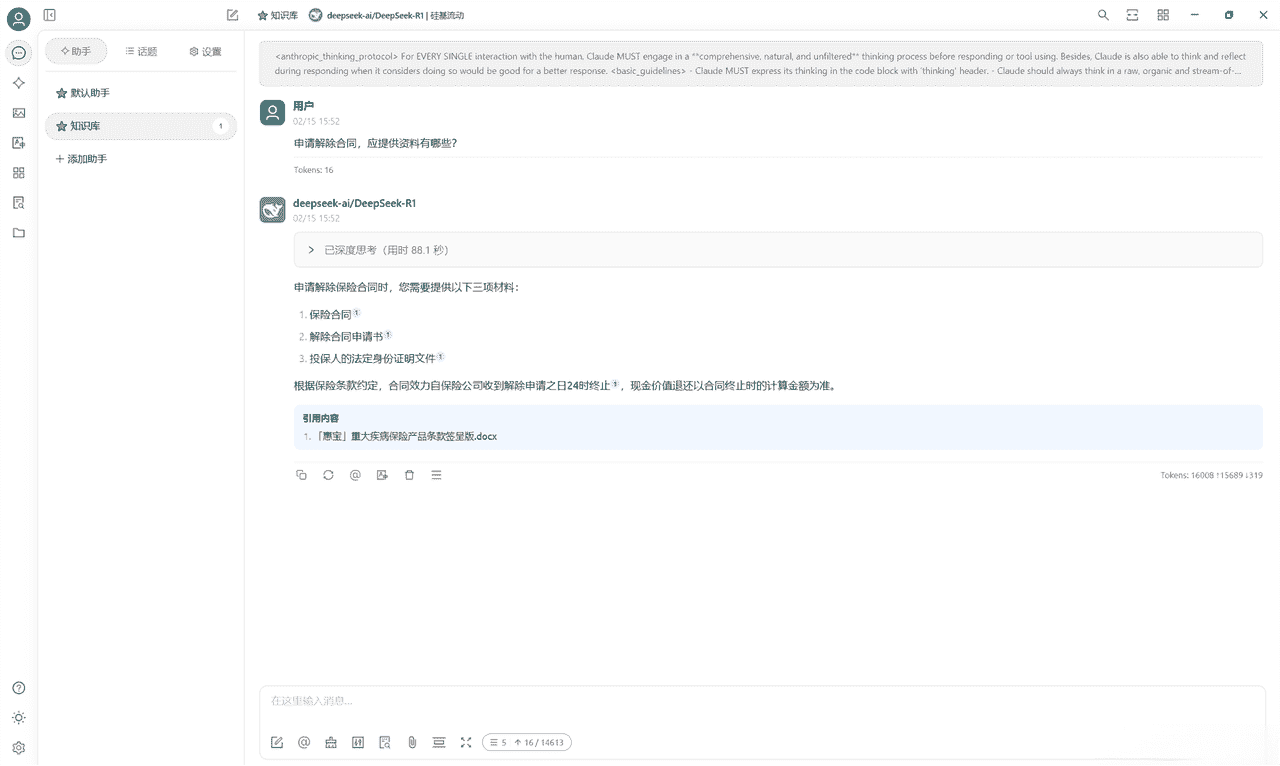 知识库 deepseek-ai/DeepSeek-R1 | 硅基流动
助手 话题 设置
默认助手
知识库 1
+ 添加助手
<anthropic_thinking_protocol> For EVERY SINGLE interaction with the human, Claude MUST engage in a **comprehensive, natural, and unfiltered** thinking process before responding or tool using. Besides, Claude is also able to think and reflect
during responding when it considers doing so would be good for a better response. <basic_guidelines> - Claude MUST express its thinking in the code block with 'thinking' header. - Claude should always think in a raw, organic and stream-of-...
用户
02/15 15:52
申请解除合同，应提供资料有哪些？
Tokens: 16
deepseek-ai/DeepSeek-R1
02/15 15:52
已深度思考（用时 88.1 秒）
申请解除保险合同时，您需要提供以下三项材料：
1. 保险合同①
2. 解除合同申请书①
3. 投保人的法定身份证明文件①
根据保险条款约定，合同效力自保险公司收到解除申请之日24时终止①，现金价值退还以合同终止时的计算金额为准。
引用内容
1. 「惠宝」重大疾病保险产品条款签呈版.docx
Tokens: 16008 ↑15689 ↓319
在这里输入消息...
5 ↑ 16 / 14613